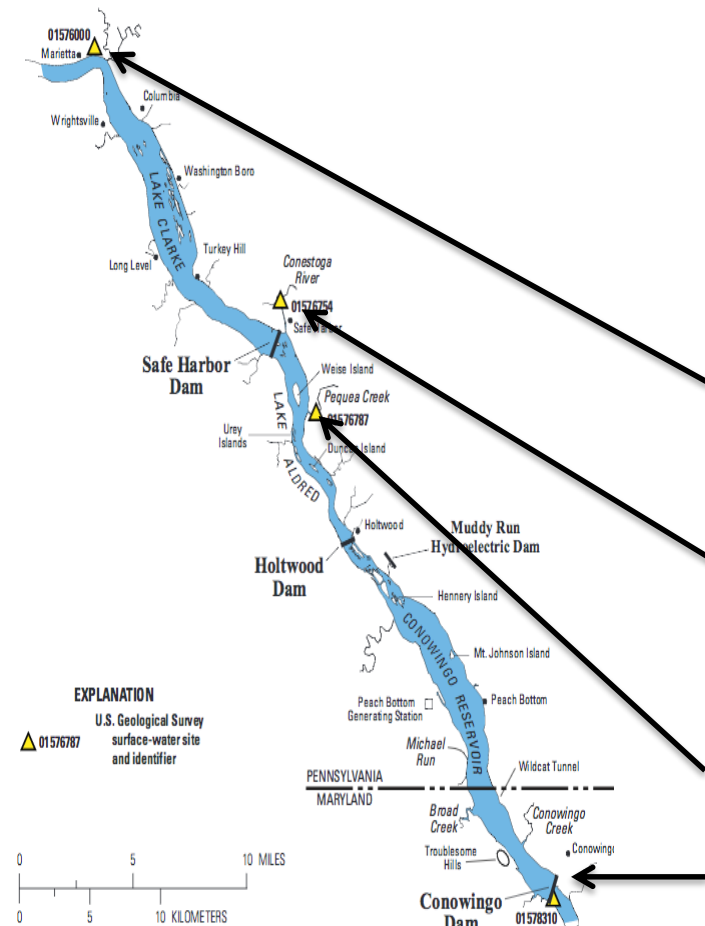 01576000
Marietta
Columbia
Wrightsville
Washington Boro
LAKE CLARKE
Turkey Hill
Long Level
Conestoga
River
01576754
Safe Harbor
Safe Harbor
Dam
Weise Island
Pequea Creek
01576787
LAKE ALDRED
Urey
Islands
Duncan Island
Holtwood
Muddy Run
Hydroelectric Dam
Holtwood
Dam
Hennery Island
CONOWINGO RESERVOIR
Mt. Johnson Island
EXPLANATION
U.S. Geological Survey
surface-water site
and identifier
01576787
Peach Bottom
Generating Station
Peach Bottom
Michael
Run
Wildcat Tunnel
PENNSYLVANIA
MARYLAND
Broad
Creek
Conowingo
Creek
Troublesome
Hills
Conowingo
0 5 10 MILES
0 5 10 KILOMETERS
Conowingo
Dam
01578310